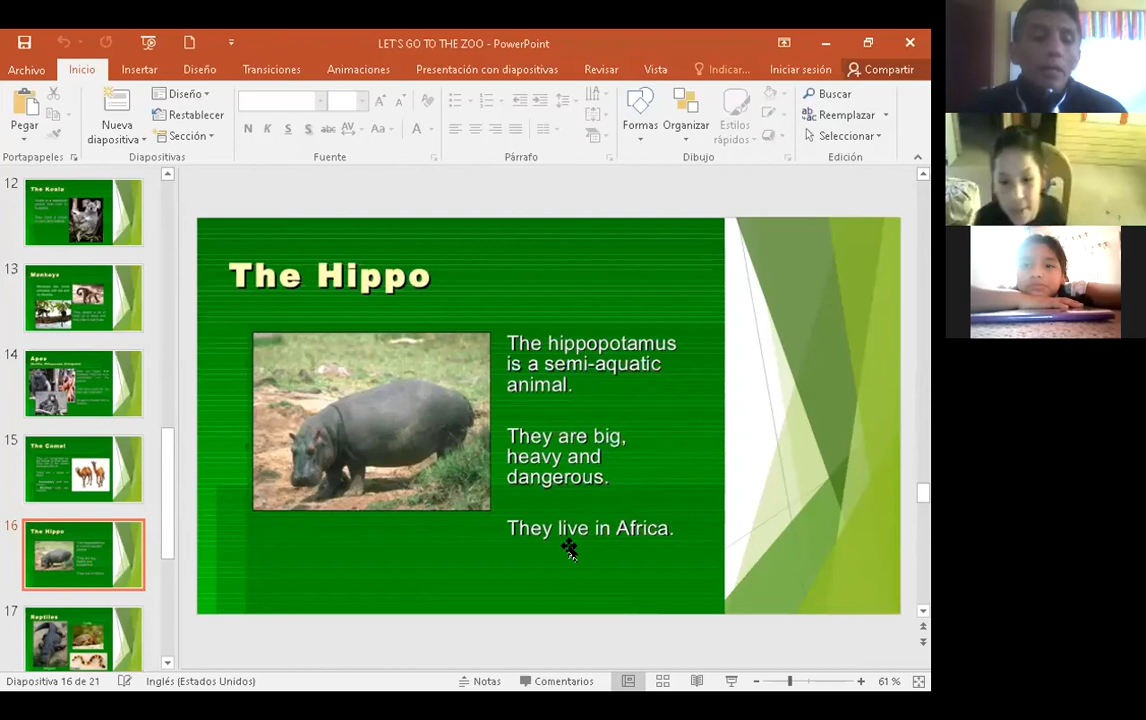 LET'S GO TO THE ZOO - PowerPoint
Archivo Inicio Insertar Diseño Transiciones Animaciones Presentación con diapositivas Revisar Vista Indicar... Iniciar sesión Compartir
Pegar
Nueva
diapositiva
Diseño
Restablecer
Sección
N K S S abc AV Aa A
Formas
Organizar
Estilos
rápidos
Buscar
Reemplazar
Seleccionar
Portapapeles Diapositivas Fuente Párrafo Dibujo Edición
12
The Koala
13
Monkeys
14
Apes
15
The Camel
16
The Hippo
17
Reptiles
The Hippo
The hippopotamus
is a semi-aquatic
animal.
They are big,
heavy and
dangerous.
They live in Africa.
Diapositiva 16 de 21 Inglés (Estados Unidos) Notas Comentarios 61 %